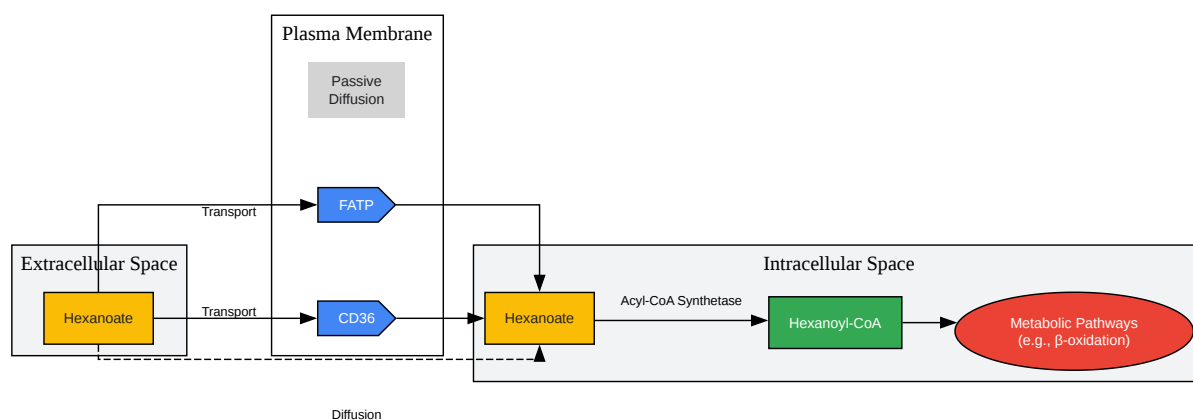 Plasma Membrane
Passive
Diffusion
FATP
Transport
Extracellular Space
Intracellular Space
Hexanoate
Transport
CD36
Hexanoate
Acyl-CoA Synthetase
Hexanoyl-CoA
Metabolic Pathways
(e.g., β-oxidation)
Diffusion